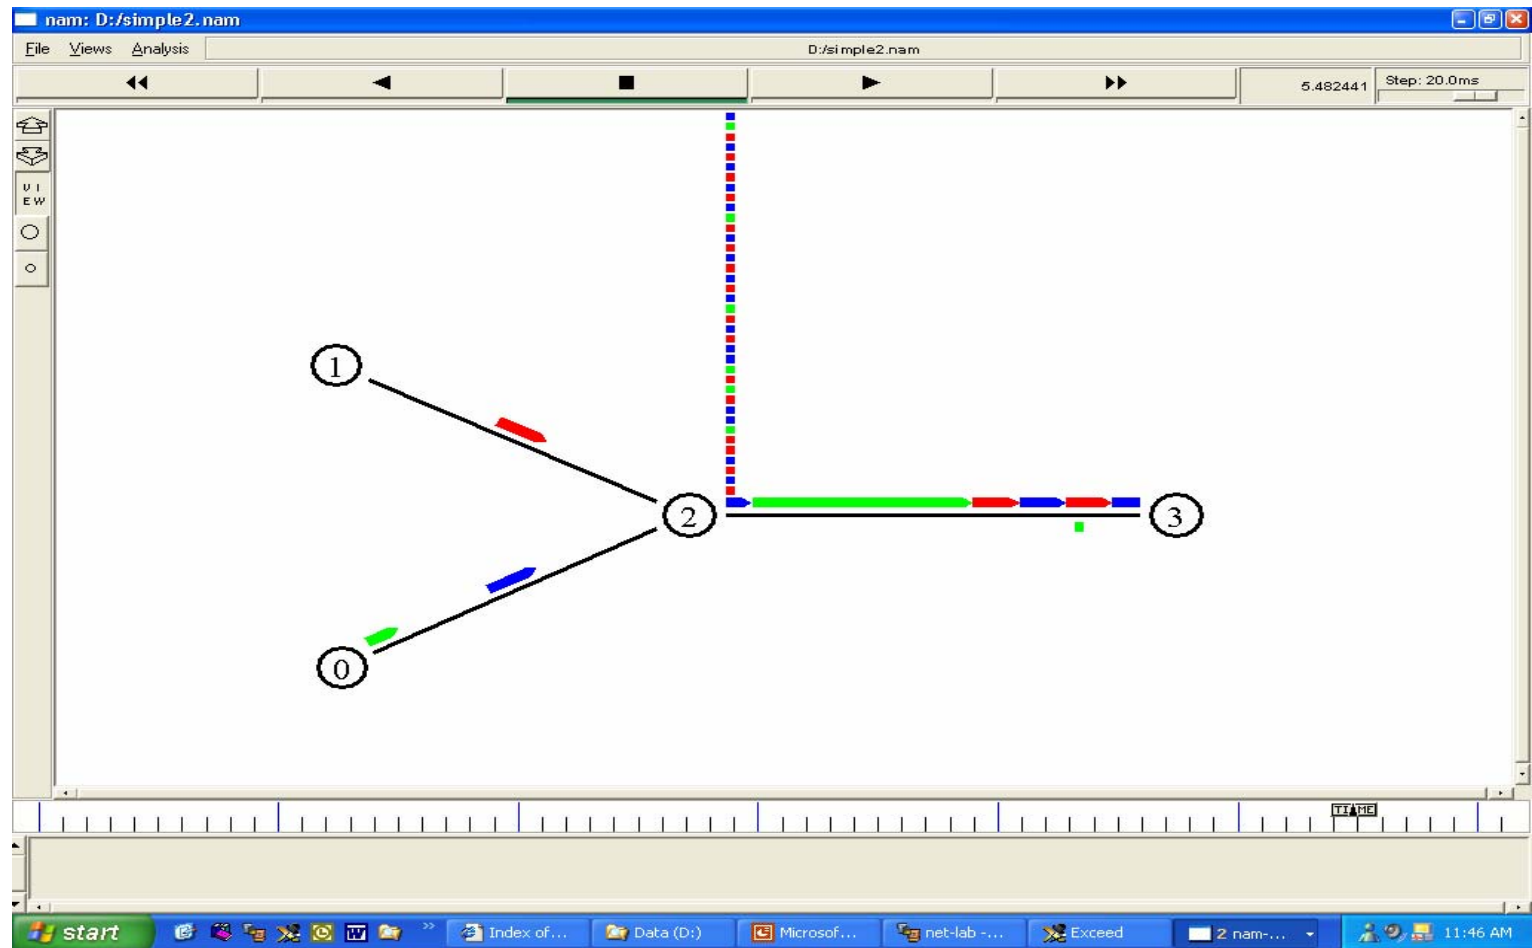 nam: D:/simple2.nam
File Views Analysis D:/simple2.nam
5.482441 Step: 20.0ms
V I
E W
1
2 3
0
TIME
start Index of... Data (D:) Microsof... net-lab -... Exceed 2 nam-... 11:46 AM